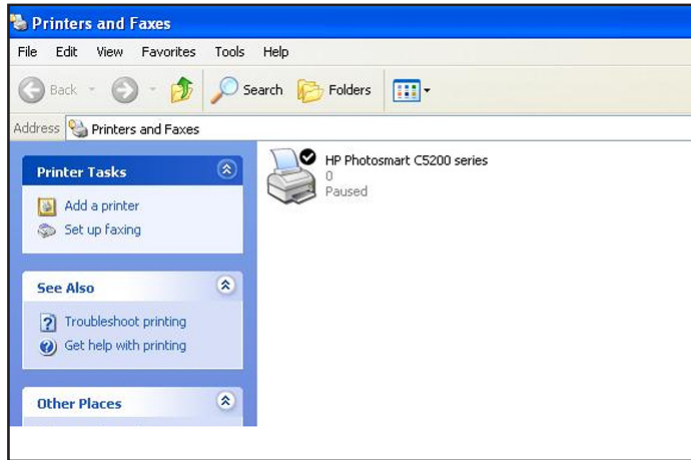 Printers and Faxes
File Edit View Favorites Tools Help
Back Search Folders
Address Printers and Faxes
Printer Tasks
Add a printer
Set up faxing
See Also
Troubleshoot printing
Get help with printing
Other Places
HP Photosmart C5200 series
0
Paused